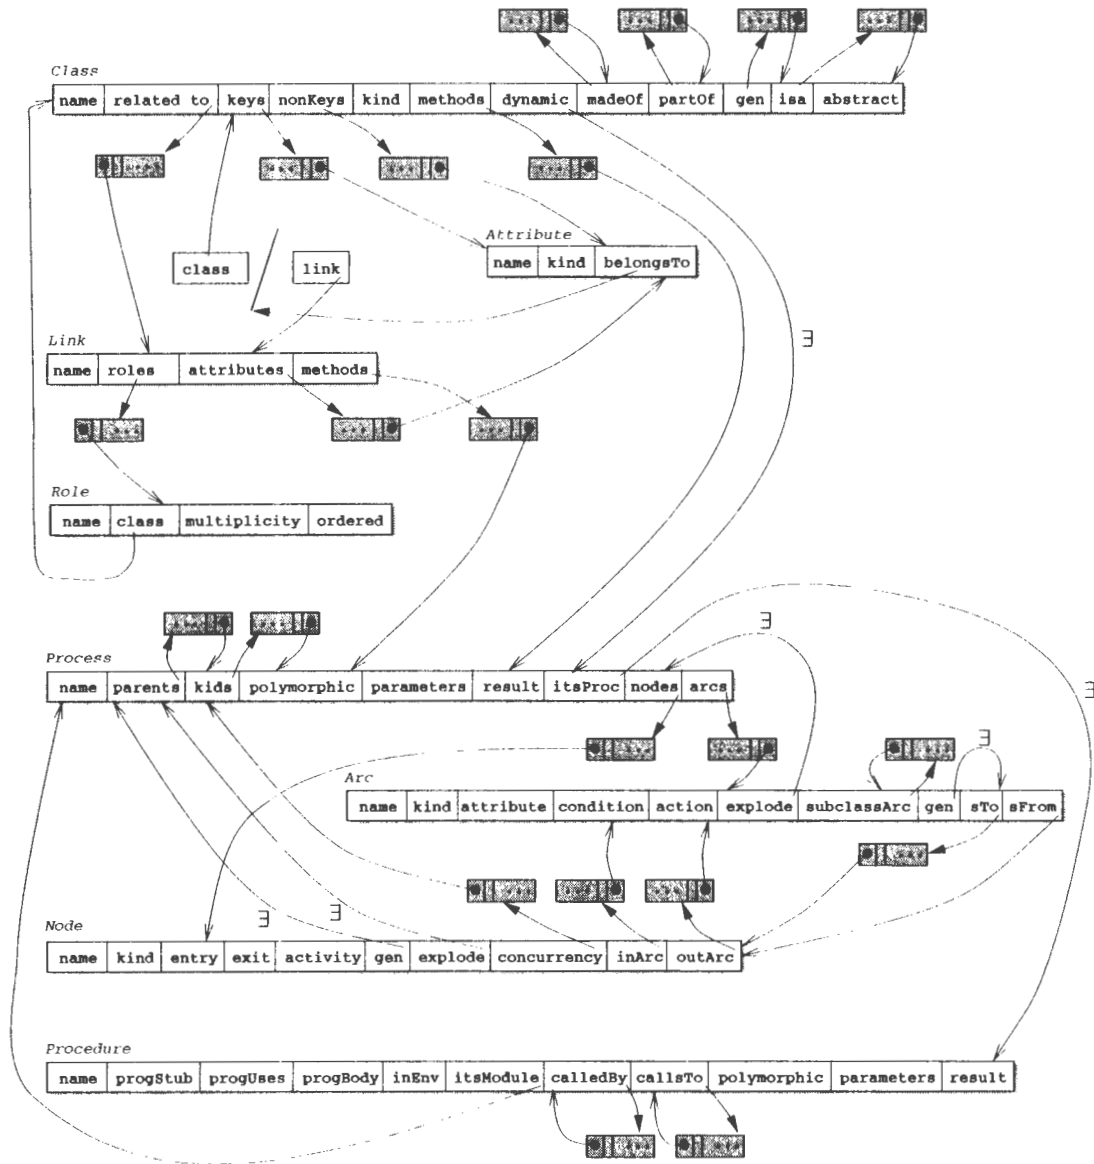 Class
name related to keys nonKeys kind methods dynamic madeOf partOf gen isa abstract
Attribute
name kind belongsTo
class / link
∃
Link
name roles attributes methods
Role
name class multiplicity ordered
∃
Process
name parents kids polymorphic parameters result itsProc nodes arcs
∃
∃
Arc
name kind attribute condition action explode subclassArc gen sTo sFrom
∃ ∃
Node
name kind entry exit activity gen explode concurrency inArc outArc
Procedure
name progStub progUses progBody inEnv itsModule calledBy callsTo polymorphic parameters result